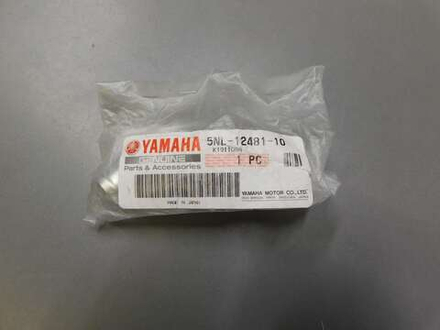 YAMAHA
GENUINE
Parts & Accessories
5NL-12481-10
1 PC
YAMAHA MOTOR CO.,LTD.
MADE IN JAPAN